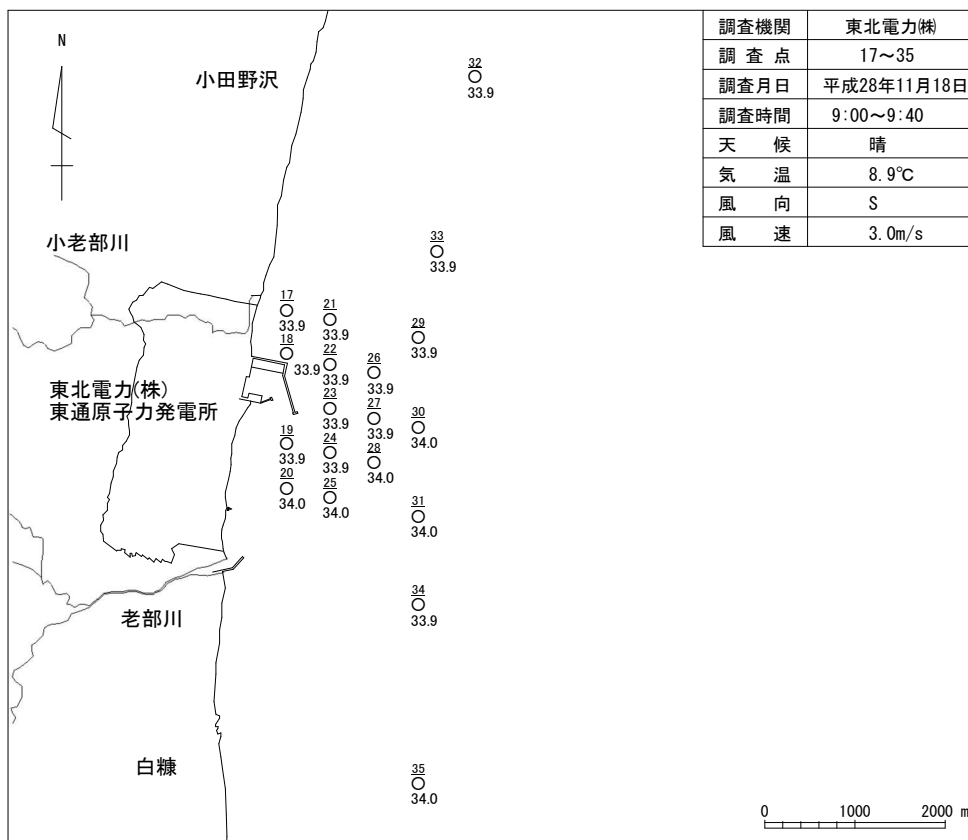 調査機関 東北電力㈱
調査点 17～35
調査月日 平成28年11月18日
調査時間 9:00～9:40
天候 晴
気温 8.9℃
風向 S
風速 3.0m/s
N
小田野沢
32
33.9
小老部川
33
33.9
17
33.9
21
33.9
29
33.9
18
33.9
22
33.9
26
33.9
東北電力(株)
東通原子力発電所
23
33.9
27
33.9
30
34.0
19
33.9
24
33.9
28
34.0
20
34.0
25
34.0
31
34.0
34
33.9
老部川
白糠
35
34.0
0 1000 2000 m